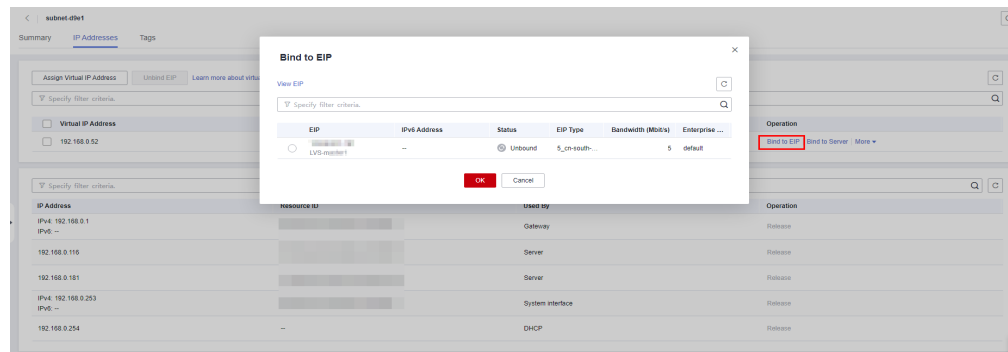 subnet-d9e1
Summary IP Addresses Tags
Assign Virtual IP Address Unbind EIP Learn more about virtu
Specify filter criteria.
Virtual IP Address Operation
192.168.0.52 Bind to EIP Bind to Server More
Bind to EIP
View EIP
Specify filter criteria.
EIP IPv6 Address Status EIP Type Bandwidth (Mbit/s) Enterprise ...
LVS-master1 -- Unbound 5_cn-south-... 5 default
OK Cancel
Specify filter criteria.
IP Address Resource ID Used By Operation
IPv4: 192.168.0.1 Gateway Release
IPv6: --
192.168.0.116 Server Release
192.168.0.181 Server Release
IPv4: 192.168.0.253 System interface Release
IPv6: --
192.168.0.254 -- DHCP Release